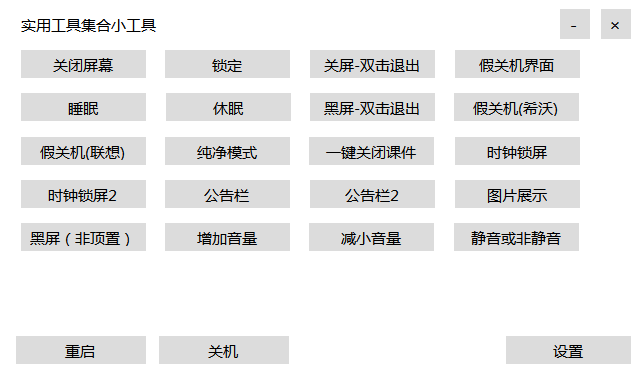 实用工具集合小工具 - ×
关闭屏幕 锁定 关屏-双击退出 假关机界面
睡眠 休眠 黑屏-双击退出 假关机(希沃)
假关机(联想) 纯净模式 一键关闭课件 时钟锁屏
时钟锁屏2 公告栏 公告栏2 图片展示
黑屏（非顶置） 增加音量 减小音量 静音或非静音
重启 关机 设置